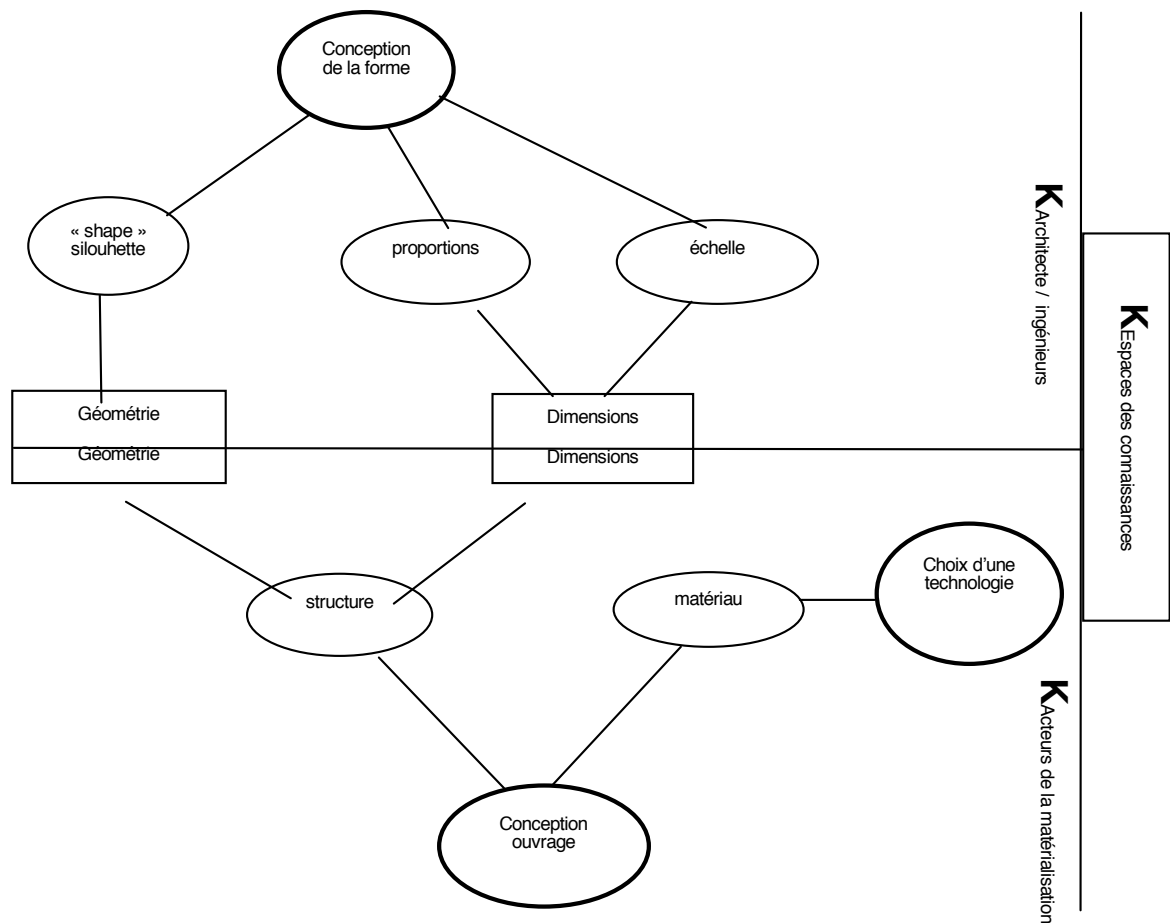 Conception
de la forme
« shape »
silouhette
proportions
échelle
Géométrie
Dimensions
Géométrie
Dimensions
structure
matériau
Choix d'une
technologie
Conception
ouvrage
KArchitecte / ingénieurs
KEspaces des connaissances
KActeurs de la matérialisation